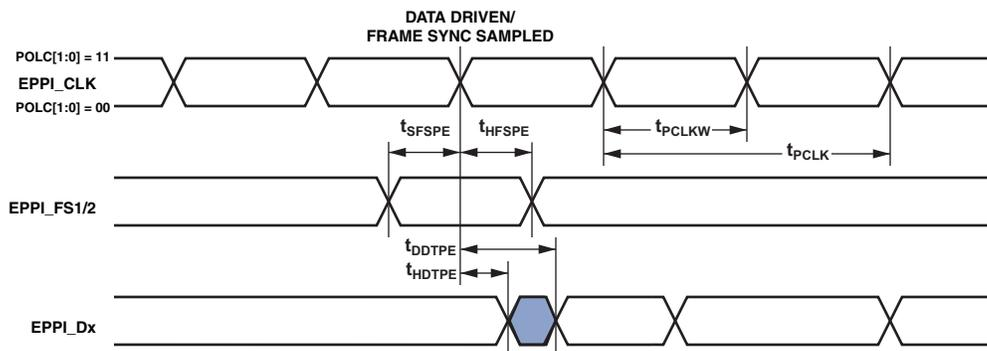 DATA DRIVEN/
FRAME SYNC SAMPLED
POLC[1:0] = 11
EPPI_CLK
POLC[1:0] = 00
tSFSPE
tHFSPE
tPCLKW
tPCLK
EPPI_FS1/2
tDDTPE
tHDTPE
EPPI_Dx